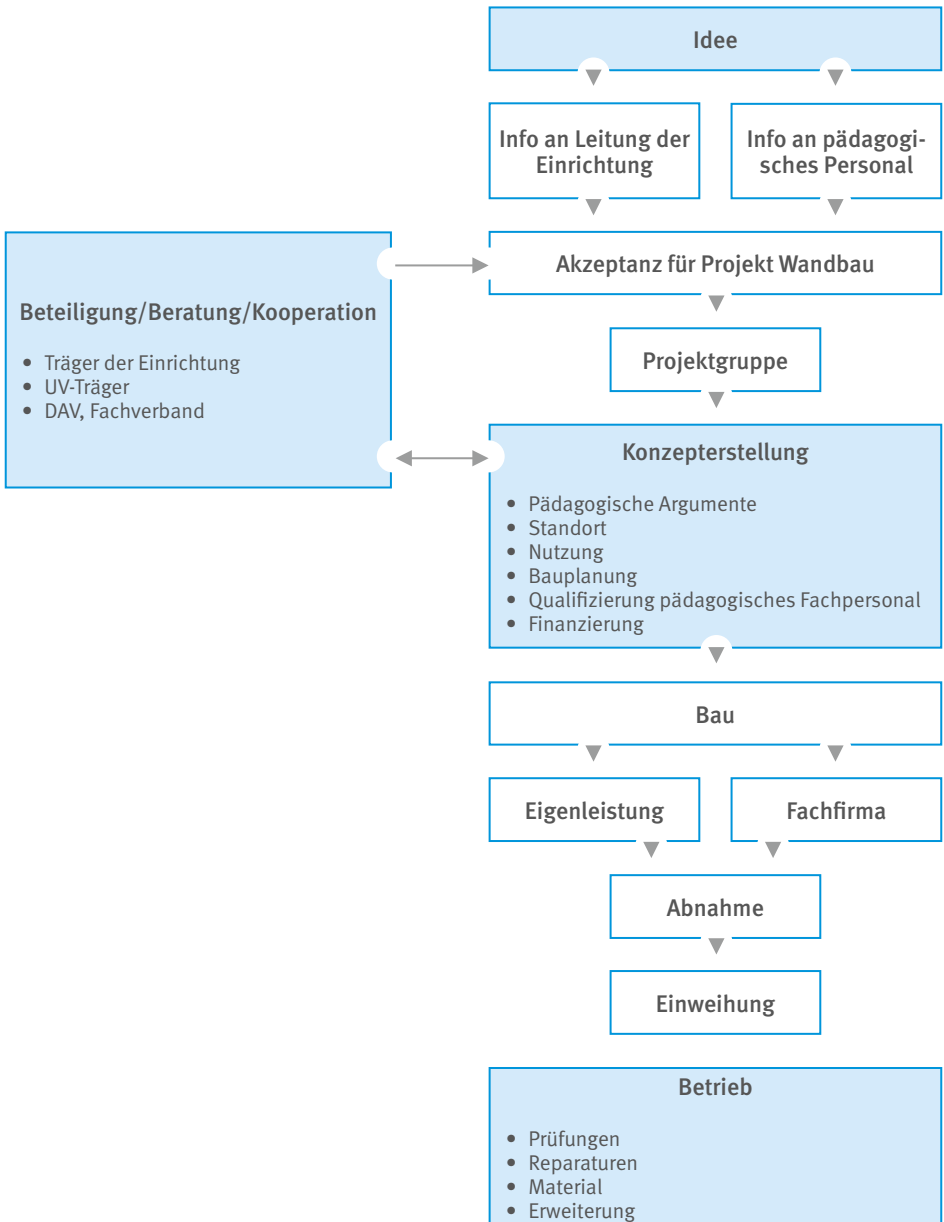 Idee
Info an Leitung der
Einrichtung
Info an pädagogi-
sches Personal
Akzeptanz für Projekt Wandbau
Beteiligung/Beratung/Kooperation
• Träger der Einrichtung
• UV-Träger
• DAV, Fachverband
Projektgruppe
Konzepterstellung
• Pädagogische Argumente
• Standort
• Nutzung
• Bauplanung
• Qualifizierung pädagogisches Fachpersonal
• Finanzierung
Bau
Eigenleistung
Fachfirma
Abnahme
Einweihung
Betrieb
• Prüfungen
• Reparaturen
• Material
• Erweiterung